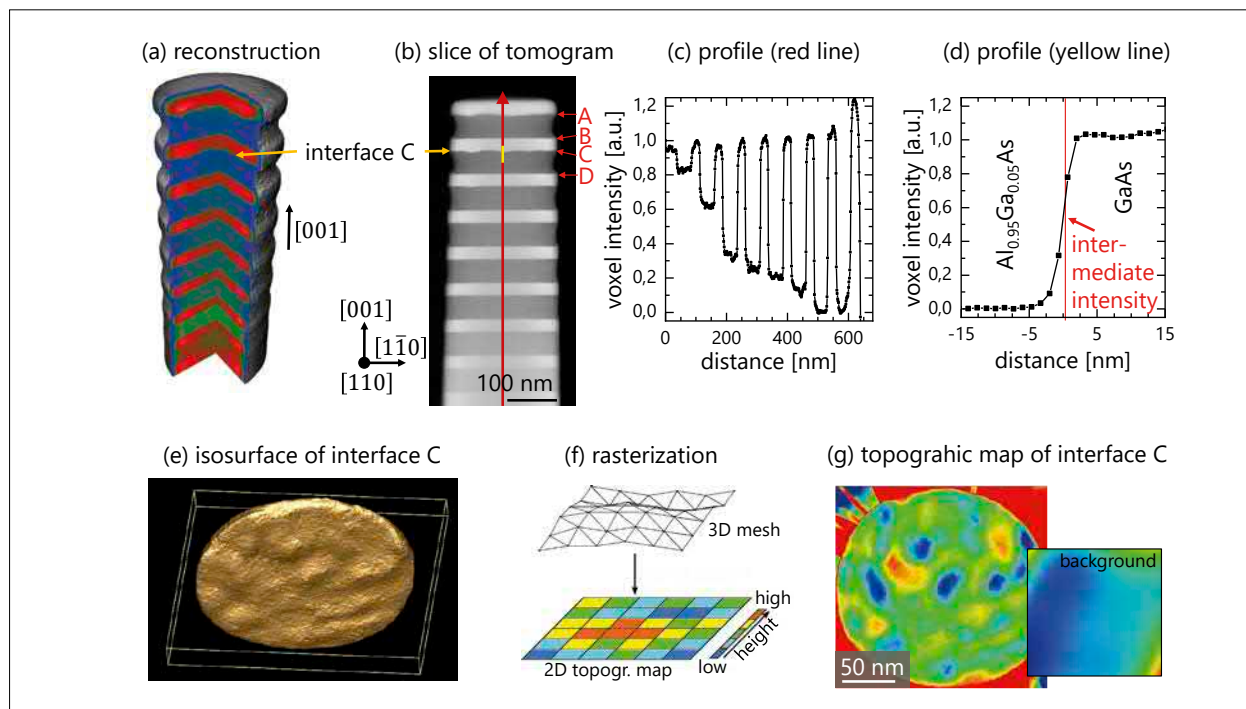 (a) reconstruction
interface C
[001]
(b) slice of tomogram
A
B
C
D
[001]
[11̄0]
[110]
100 nm
(c) profile (red line)
voxel intensity [a.u.]
1,2
1,0
0,8
0,6
0,4
0,2
0,0
0 200 400 600
distance [nm]
(d) profile (yellow line)
voxel intensity [a.u.]
1,2
1,0
0,8
0,6
0,4
0,2
0,0
Al0.95Ga0.05As
GaAs
inter-
mediate
intensity
-15 -5 5 15
distance [nm]
(e) isosurface of interface C
(f) rasterization
3D mesh
high
height
low
2D topogr. map
(g) topograhic map of interface C
background
50 nm